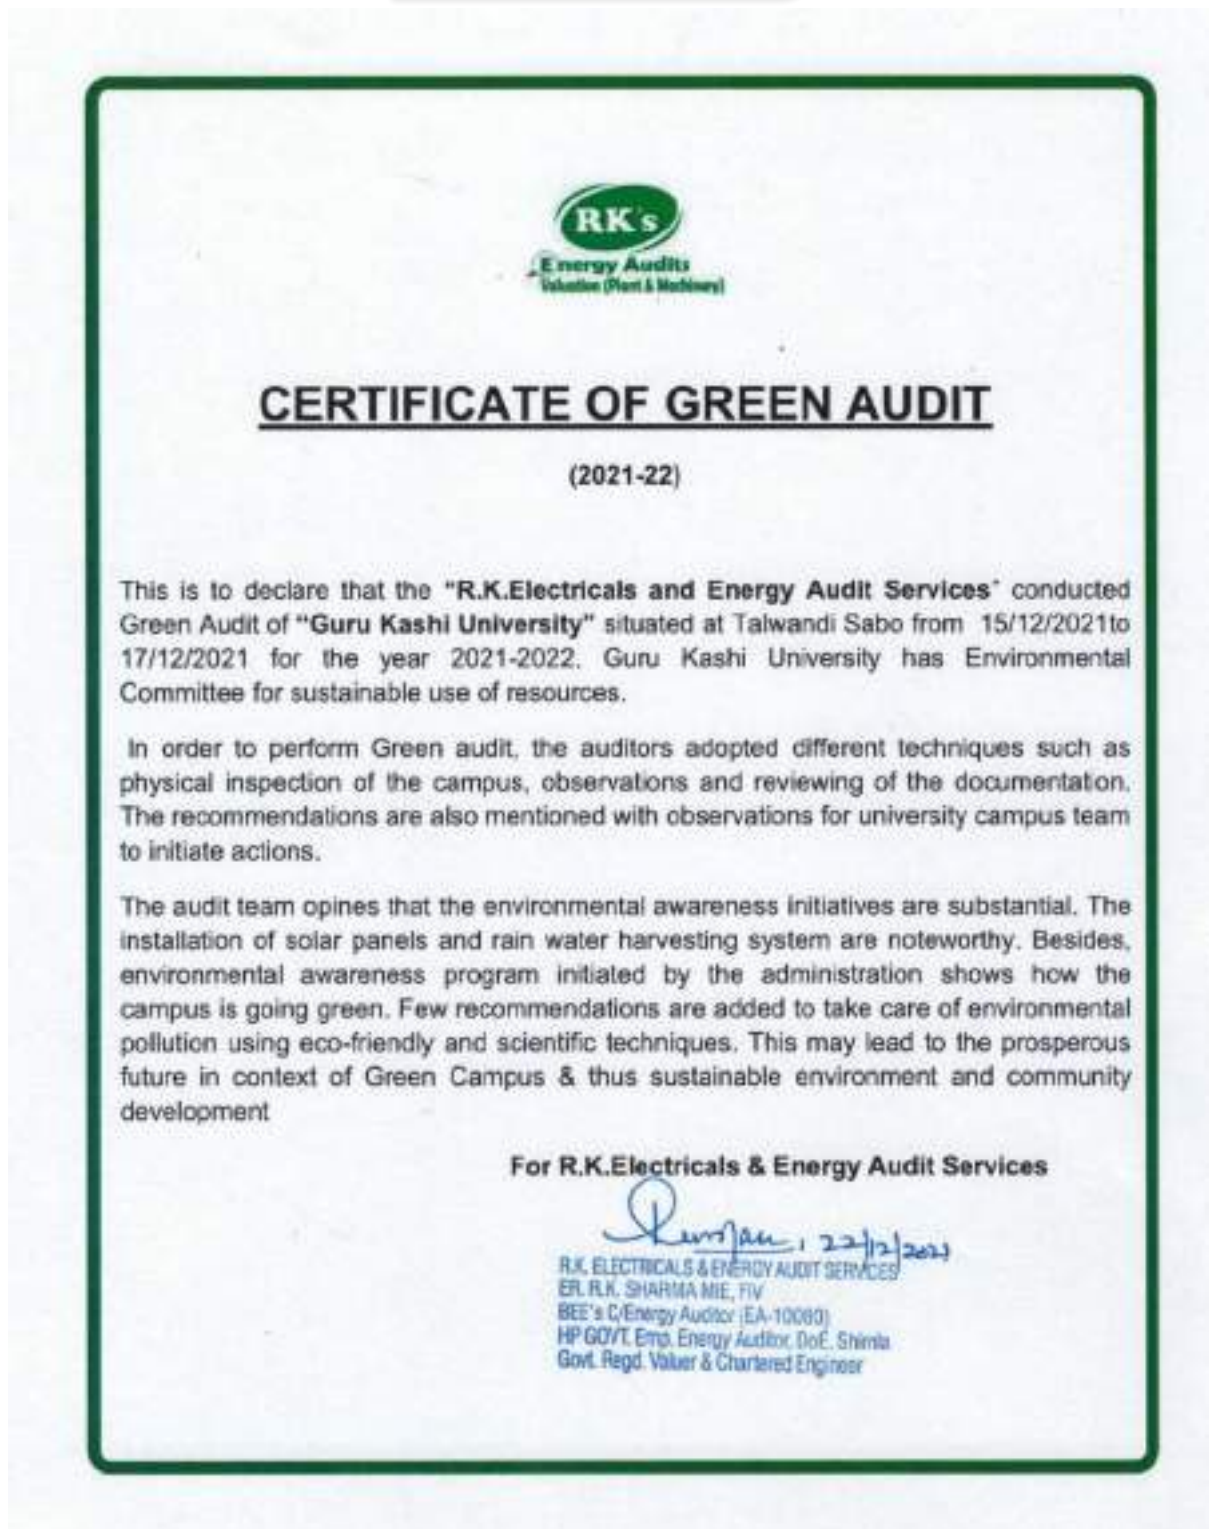 RK's
Energy Audits
Valuation (Plant & Machinery)
CERTIFICATE OF GREEN AUDIT
(2021-22)
This is to declare that the "R.K.Electricals and Energy Audit Services" conducted
Green Audit of "Guru Kashi University" situated at Talwandi Sabo from 15/12/2021to
17/12/2021 for the year 2021-2022. Guru Kashi University has Environmental
Committee for sustainable use of resources.
In order to perform Green audit, the auditors adopted different techniques such as
physical inspection of the campus, observations and reviewing of the documentation.
The recommendations are also mentioned with observations for university campus team
to initiate actions.
The audit team opines that the environmental awareness initiatives are substantial. The
installation of solar panels and rain water harvesting system are noteworthy. Besides,
environmental awareness program initiated by the administration shows how the
campus is going green. Few recommendations are added to take care of environmental
pollution using eco-friendly and scientific techniques. This may lead to the prosperous
future in context of Green Campus & thus sustainable environment and community
development
For R.K.Electricals & Energy Audit Services
22/12/2021
R.K. ELECTRICALS & ENERGY AUDIT SERVICES
ER. R.K. SHARMA MIE, FIV
BEE's C/Energy Auditor (EA-10080)
HP GOVT. Emp. Energy Auditor, DoE, Shimla
Govt. Regd. Valuer & Chartered Engineer